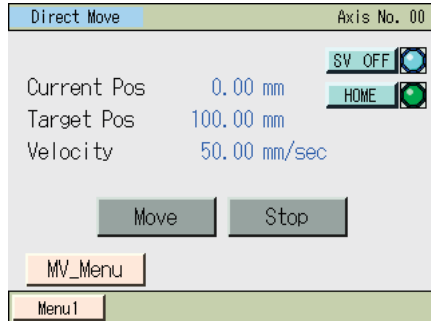 Direct Move Axis No. 00
SV OFF
Current Pos 0.00 mm
HOME
Target Pos 100.00 mm
Velocity 50.00 mm/sec
Move Stop
MV_Menu
Menu1